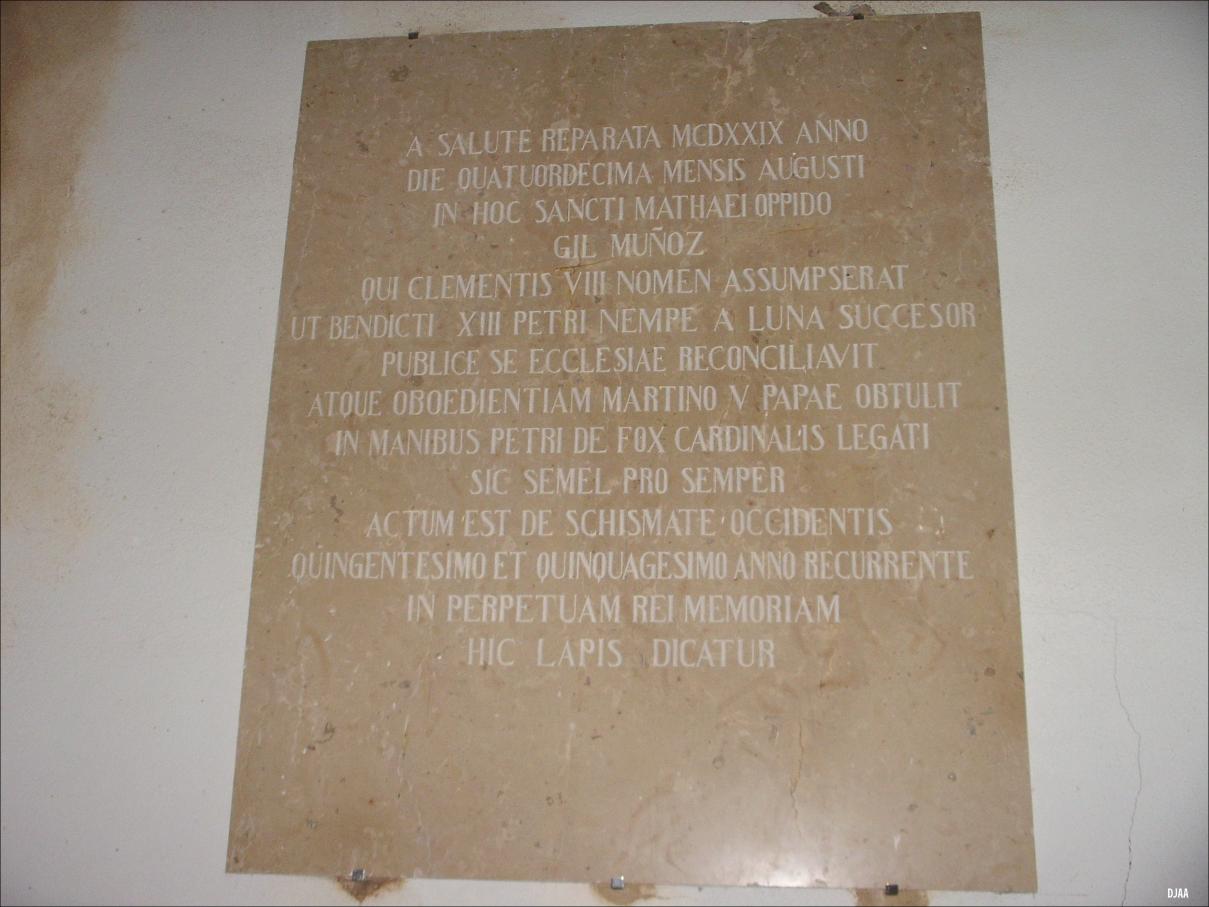 A SALUTE REPARATA MCDXXIX ANNO
DIE QUATUORDECIMA MENSIS AUGUSTI
IN HOC SANCTI MATHAEI OPPIDO
GIL MUÑOZ
QUI CLEMENTIS VIII NOMEN ASSUMPSERAT
UT BENDICTI XIII PETRI NEMPE A LUNA SUCCESOR
PUBLICE SE ECCLESIAE RECONCILIAVIT
ATQUE OBOEDIENTIAM MARTINO V PAPAE OBTULIT
IN MANIBUS PETRI DE FOX CARDINALIS LEGATI
SIC SEMEL PRO SEMPER
ACTUM EST DE SCHISMATE OCCIDENTIS
QUINGENTESIMO ET QUINQUAGESIMO ANNO RECURRENTE
IN PERPETUAM REI MEMORIAM
HIC LAPIS DICATUR
DJAA